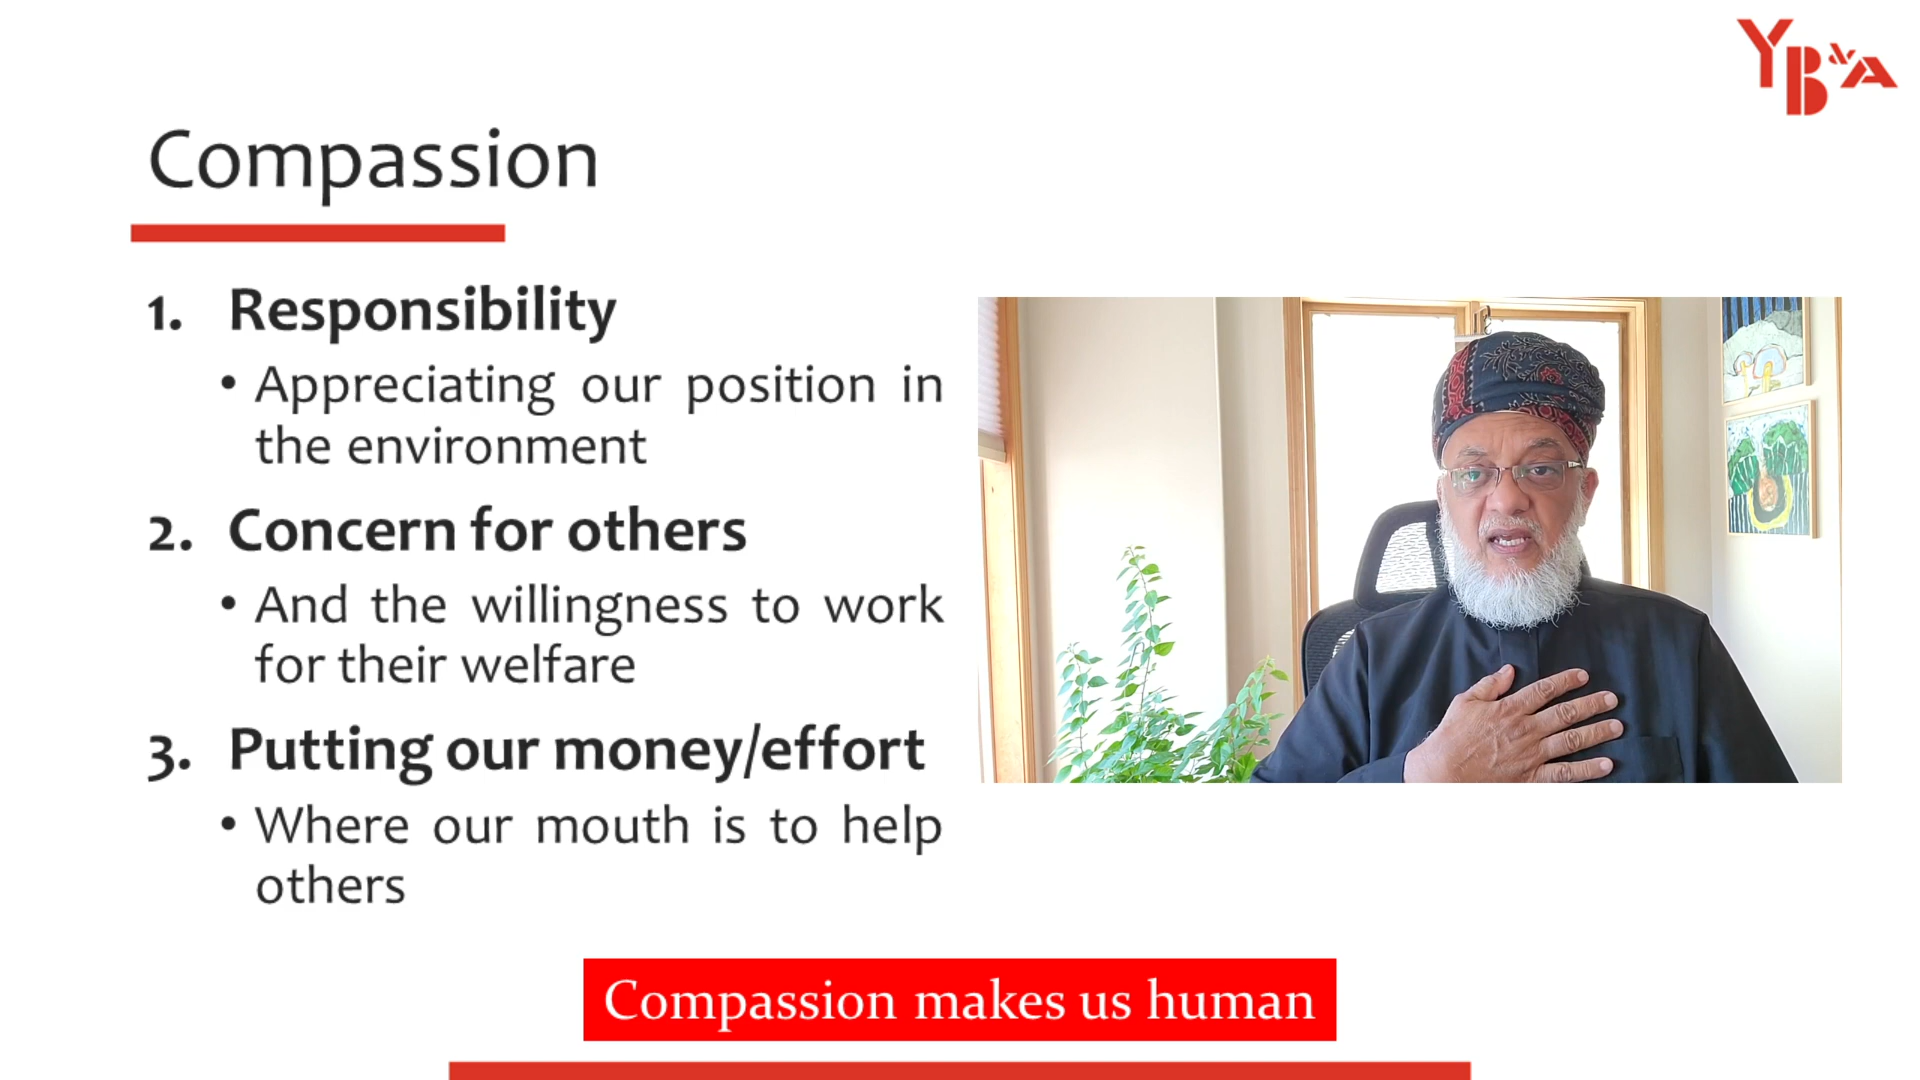 YB&A
Compassion
1. Responsibility
• Appreciating our position in
the environment
2. Concern for others
• And the willingness to work
for their welfare
3. Putting our money/effort
• Where our mouth is to help
others
Compassion makes us human